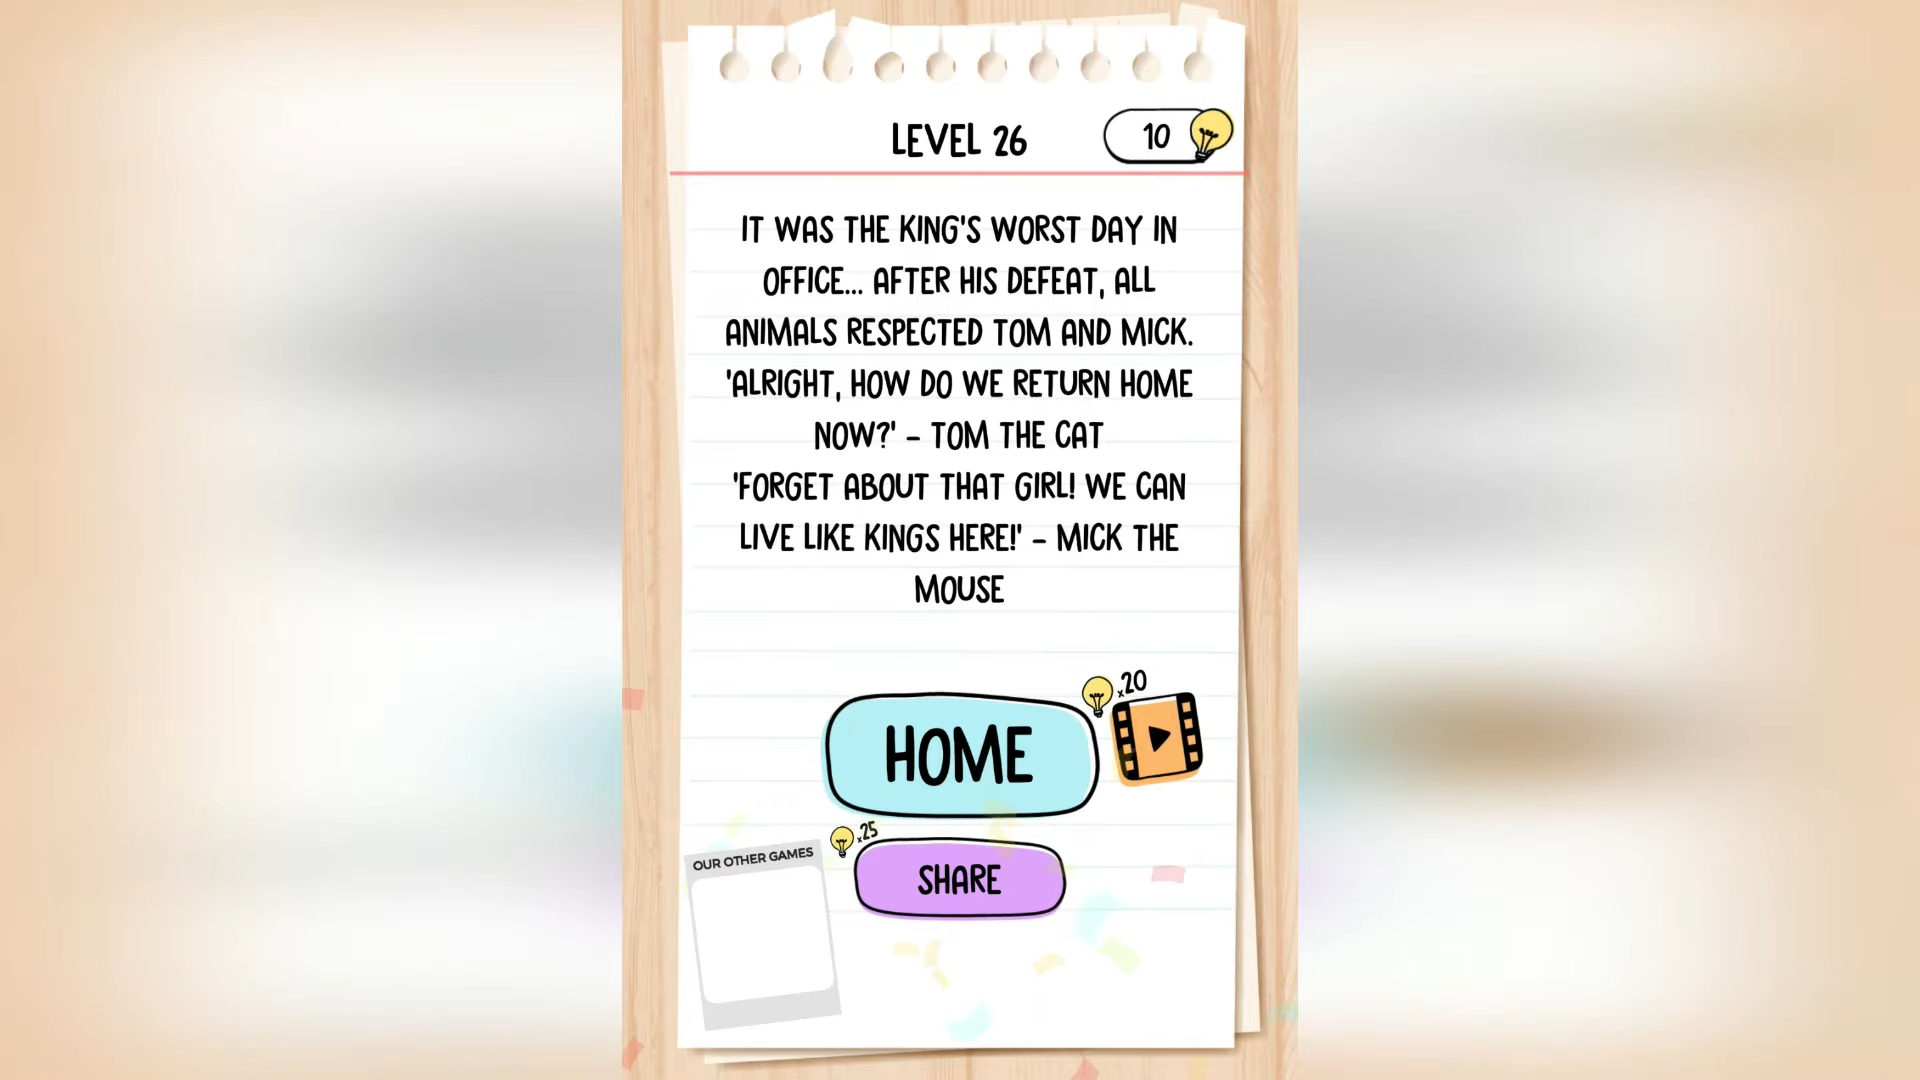 LEVEL 26
10
IT WAS THE KING'S WORST DAY IN
OFFICE... AFTER HIS DEFEAT, ALL
ANIMALS RESPECTED TOM AND MICK.
'ALRIGHT, HOW DO WE RETURN HOME
NOW?' - TOM THE CAT
'FORGET ABOUT THAT GIRL! WE CAN
LIVE LIKE KINGS HERE!' - MICK THE
MOUSE
x20
HOME
x25
OUR OTHER GAMES
SHARE